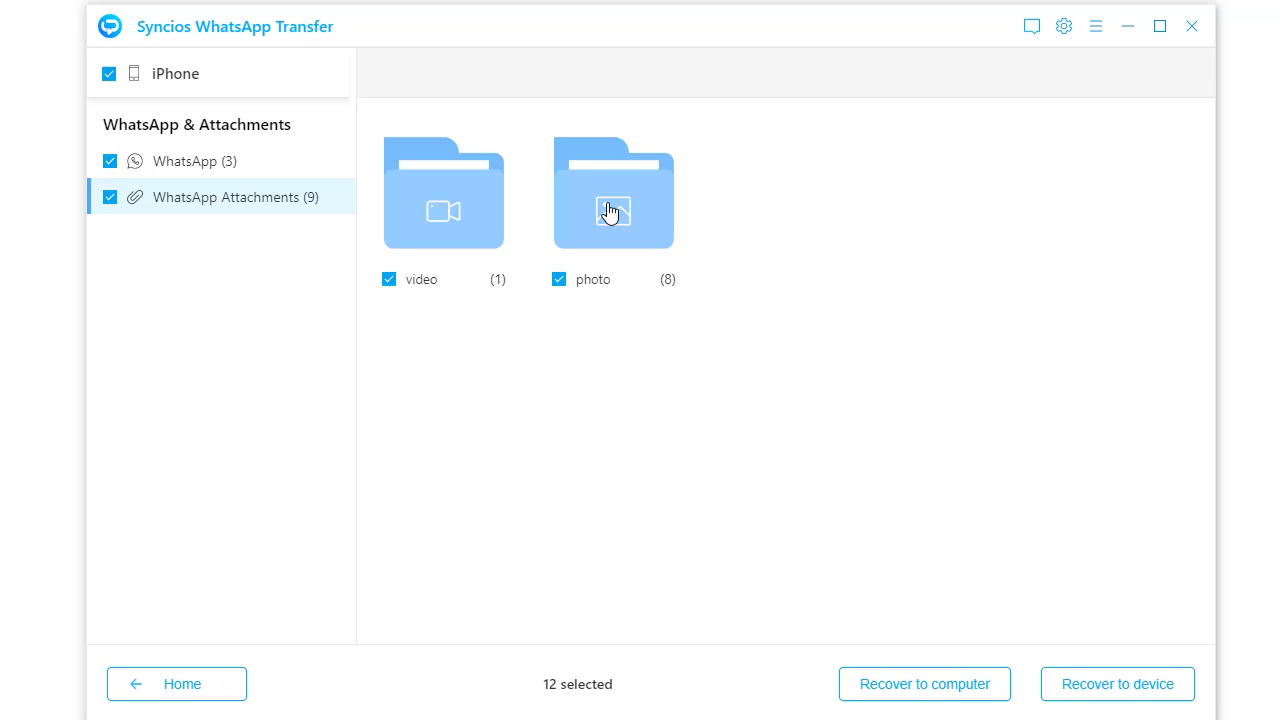 Syncios WhatsApp Transfer
iPhone
WhatsApp & Attachments
WhatsApp (3)
WhatsApp Attachments (9)
video (1)
photo (8)
Home
12 selected
Recover to computer
Recover to device